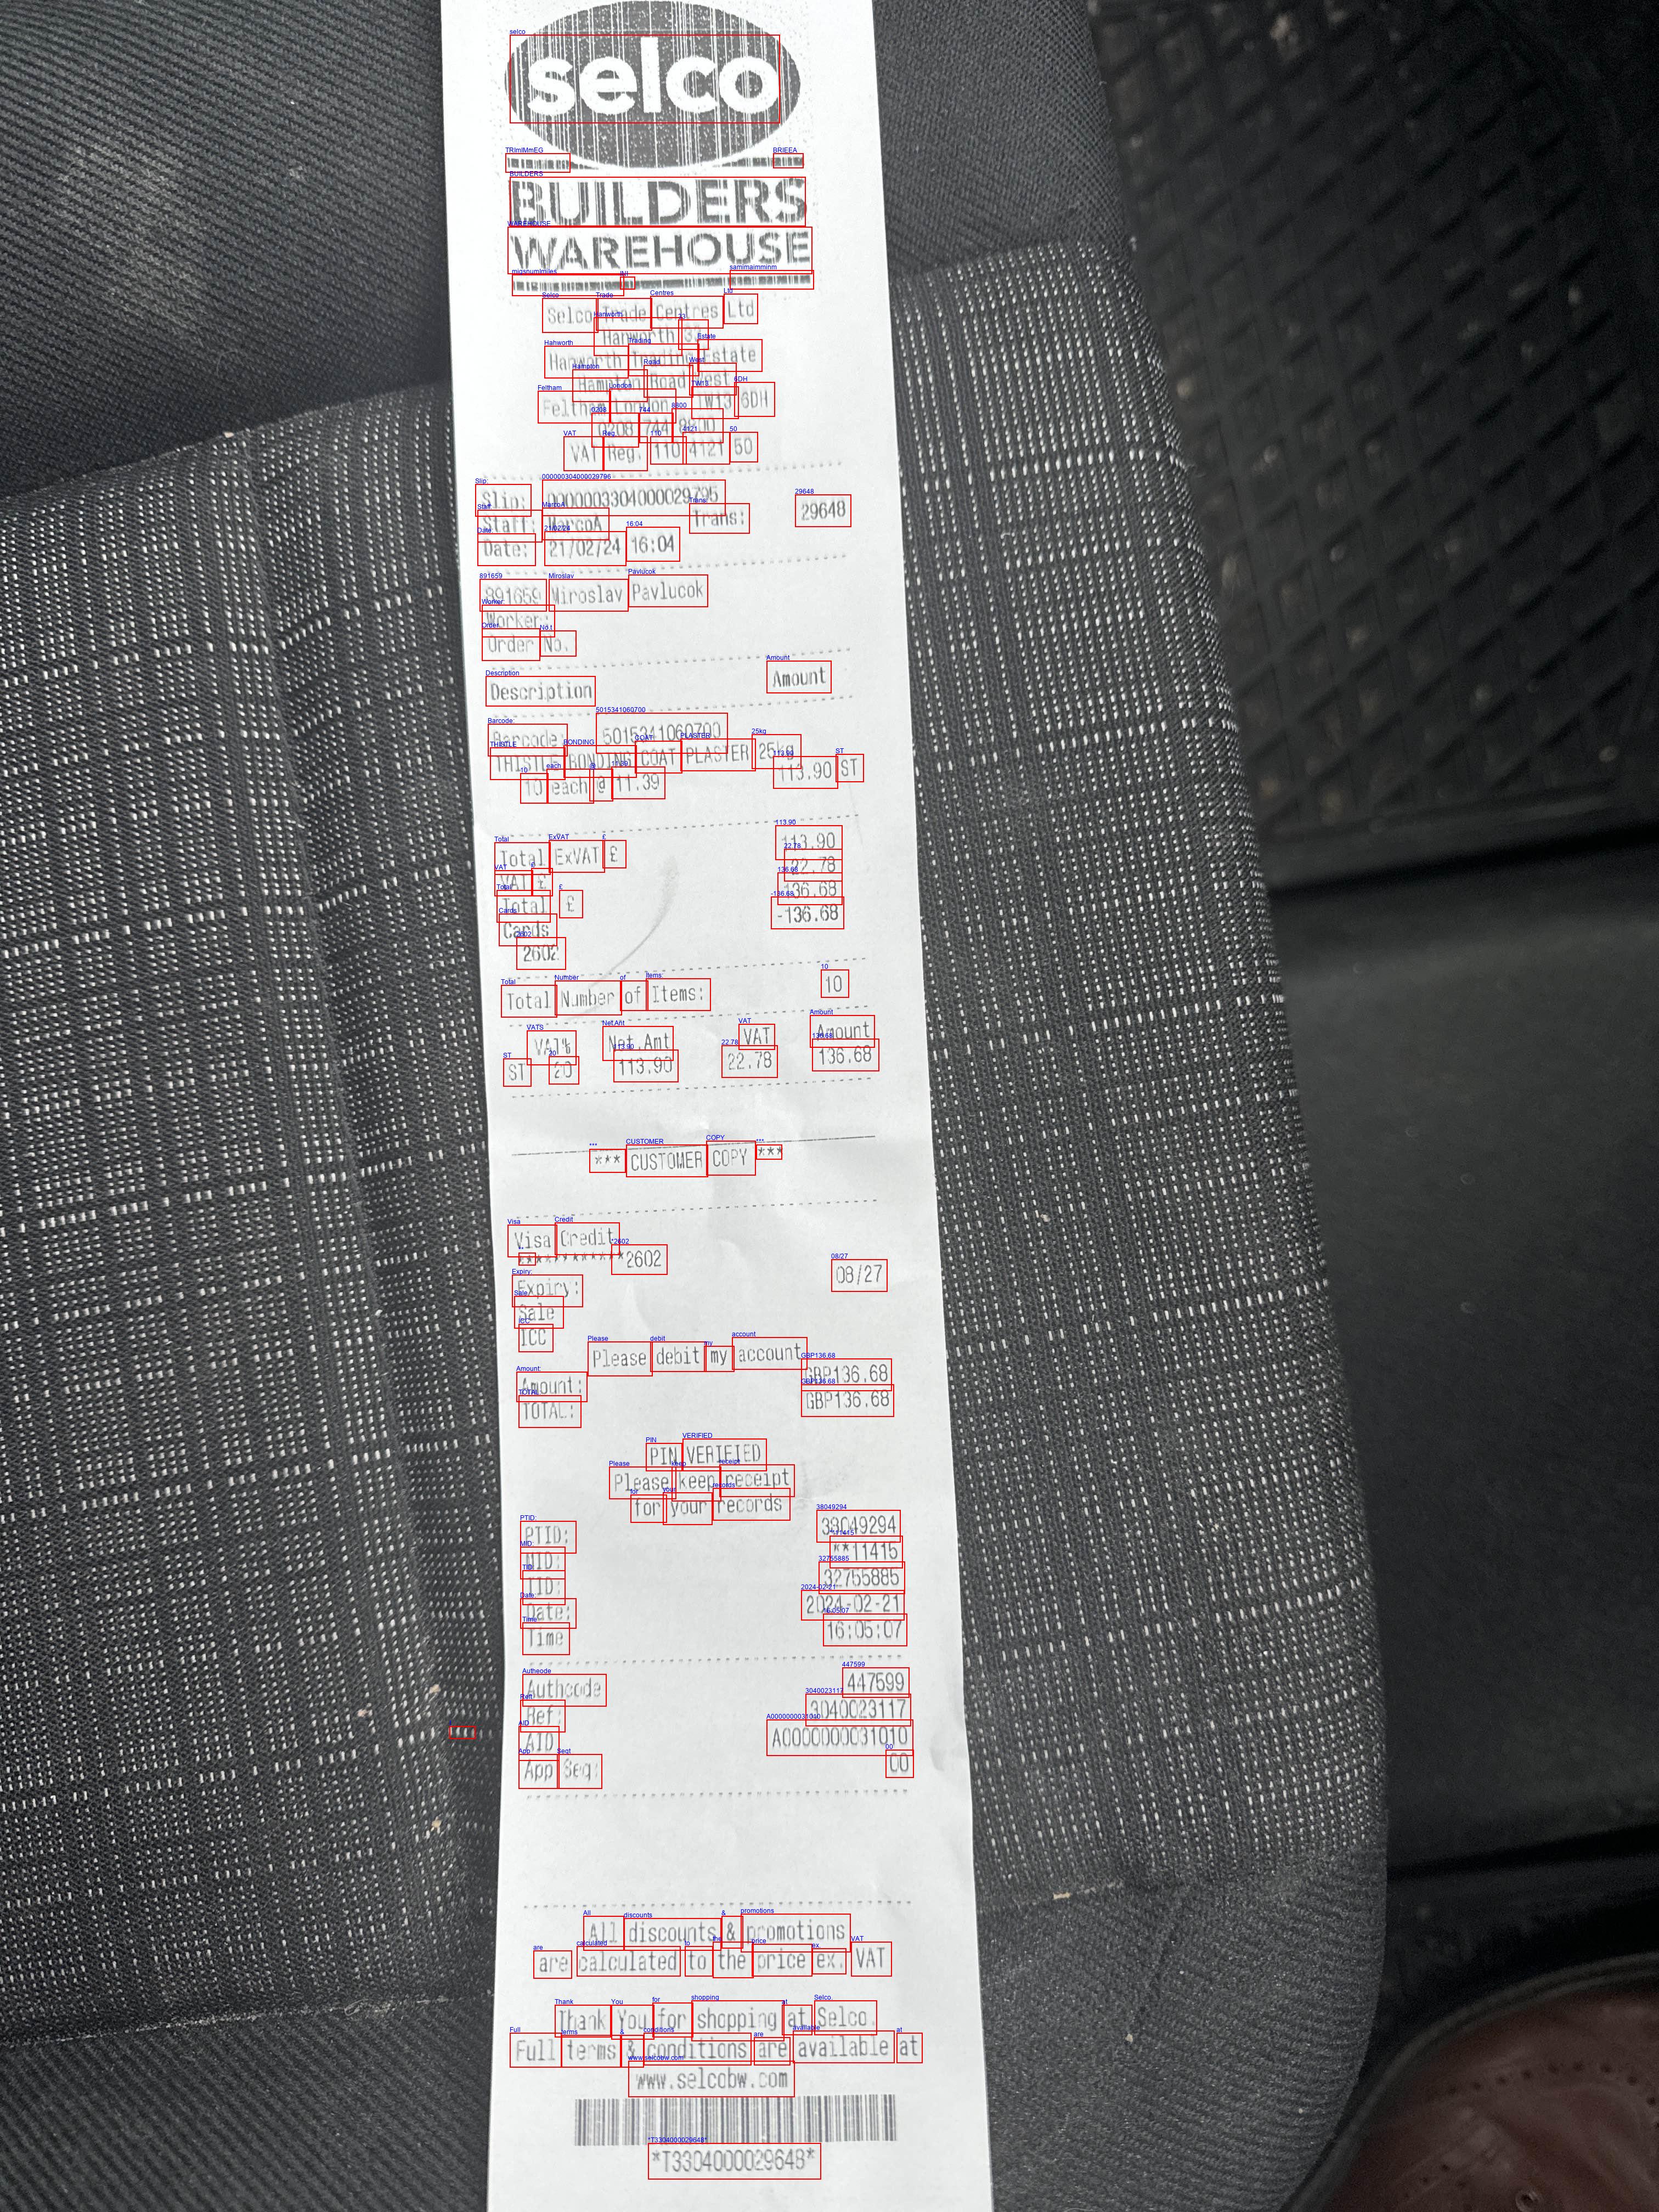 selco
BUILDERS
WAREHOUSE
Selco Trade Centres Ltd
Hanworth 33
Hanworth Trading Estate
Hampton Road West
Feltham London TW13 6DH
0208 744 8800
VAT Reg. 110 4121 50
Slip: 0000003304000029795
Staff: MarcoA Trans: 29648
Date: 21/02/24 16:04
891659 Miroslav Pavlucok
Worker:
Order No.
Description Amount
Barcode: 5015341060700
THISTLE BONDING COAT PLASTER 25kg
10 each @ 11.39 113.90 ST
Total ExVAT £ 113.90
VAT £ 22.78
Total £ 136.68
Cards -136.68
2602
Total Number of Items: 10
VAT% Net.Amt VAT Amount
ST 20 113.90 22.78 136.68
*** CUSTOMER COPY ***
Visa Credit
************2602
Expiry: 08/27
Sale
ICC
Please debit my account
Amount: GBP136.68
TOTAL: GBP136.68
PIN VERIFIED
Please keep receipt
for your records
PTID: 38049294
MID: **11415
TID: 32755885
Date: 2024-02-21
Time 16:05:07
Authcode 447599
Ref: 3040023117
AID A0000000031010
App Seq: 00
All discounts & promotions
are calculated to the price ex. VAT
Thank You for shopping at Selco.
Full terms & conditions are available at
www.selcobw.com
*T3304000029648*